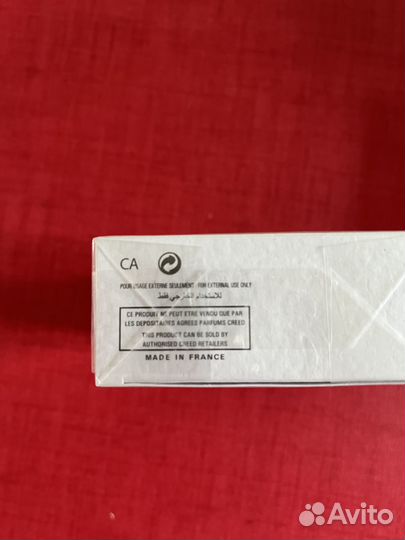 CA
POUR USAGE EXTERNE SEULEMENT - FOR EXTERNAL USE ONLY
للاستخدام الخارجي فقط
CE PRODUIT NE PEUT ETRE VENDU QUE PAR
LES DEPOSITAIRES AGREES PARFUMS CREED
THIS PRODUCT CAN BE SOLD BY
AUTHORISED CREED RETAILERS
MADE IN FRANCE
Avito